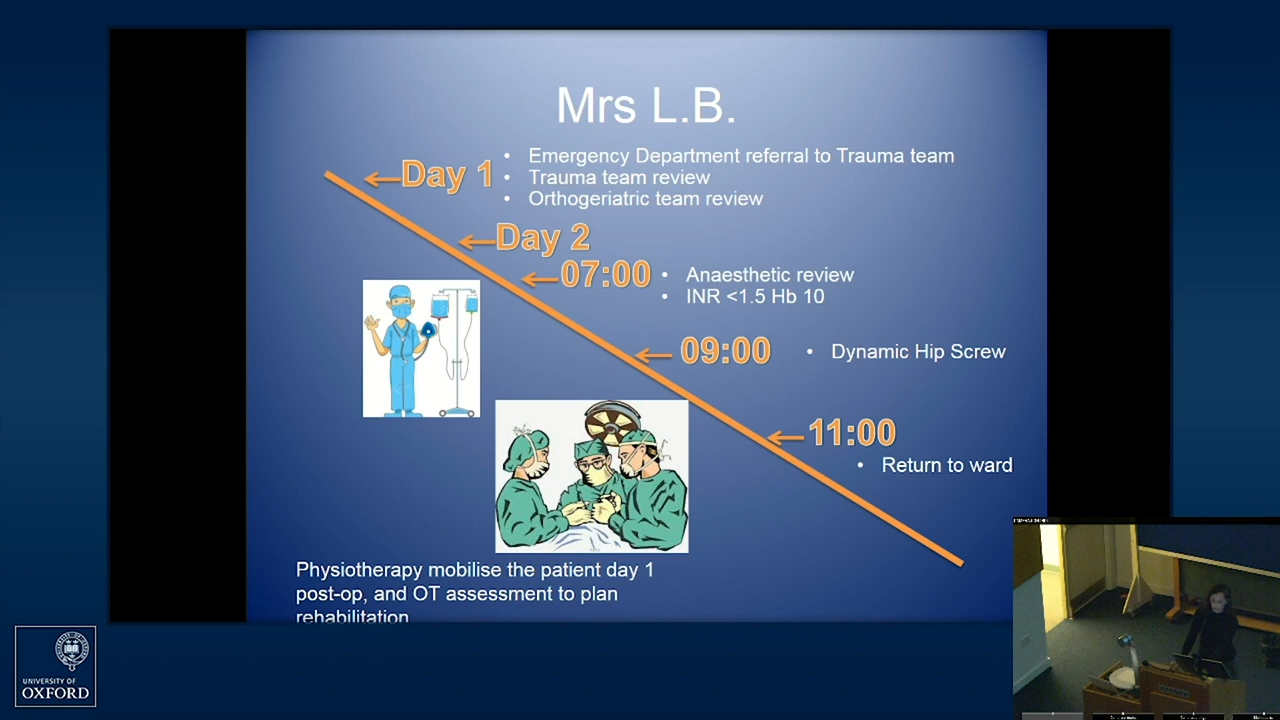 Mrs L.B.
Day 1
• Emergency Department referral to Trauma team
• Trauma team review
• Orthogeriatric team review
Day 2
07:00
• Anaesthetic review
• INR <1.5 Hb 10
09:00
• Dynamic Hip Screw
11:00
• Return to ward
Physiotherapy mobilise the patient day 1
post-op, and OT assessment to plan
rehabilitation
UNIVERSITY OF
OXFORD